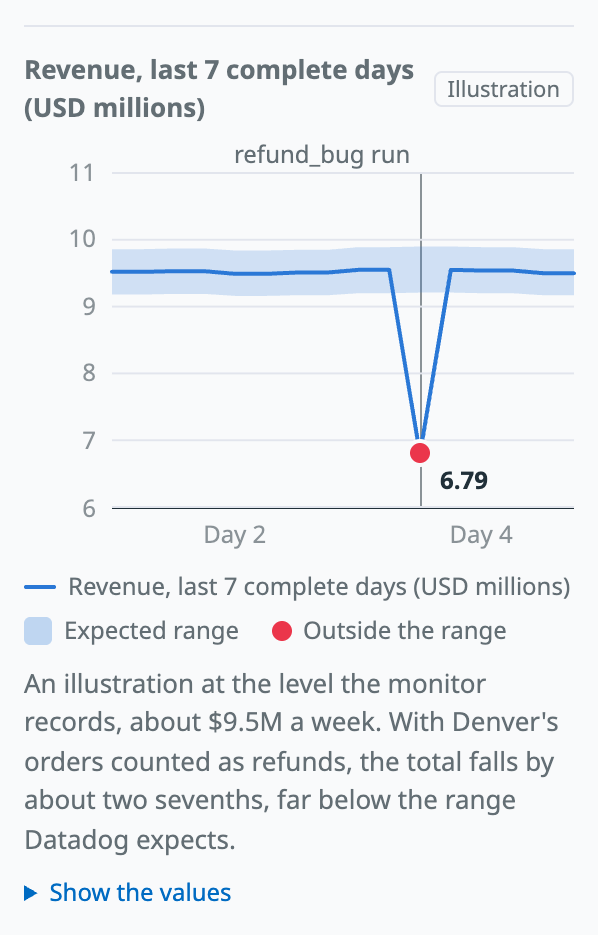 Revenue, last 7 complete days
(USD millions)
Illustration
refund_bug run
11
10
9
8
7
6
6.79
Day 2
Day 4
Revenue, last 7 complete days (USD millions)
Expected range
Outside the range
An illustration at the level the monitor
records, about $9.5M a week. With Denver's
orders counted as refunds, the total falls by
about two sevenths, far below the range
Datadog expects.
Show the values